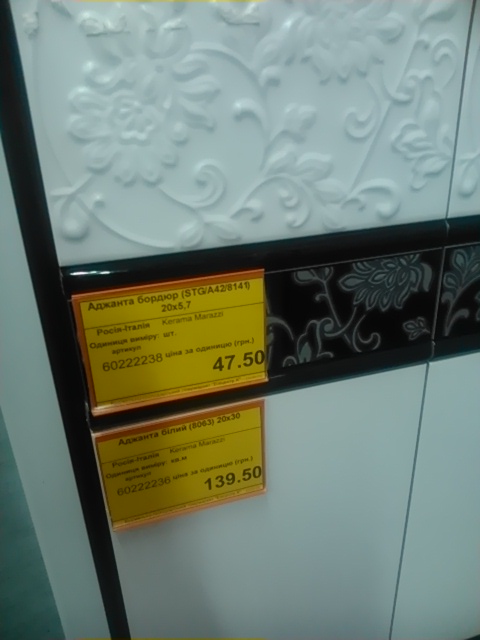 Аджанта бордюр (STG/A42/8141)
20x5,7
Росія-Італія Kerama Marazzi
Одиниця виміру: шт.
артикул
60222238 ціна за одиницю (грн.)
47.50
Аджанта білий (8063) 20x30
Росія-Італія Kerama Marazzi
Одиниця виміру: кв.м
артикул
60222236 ціна за одиницю (грн.)
139.50